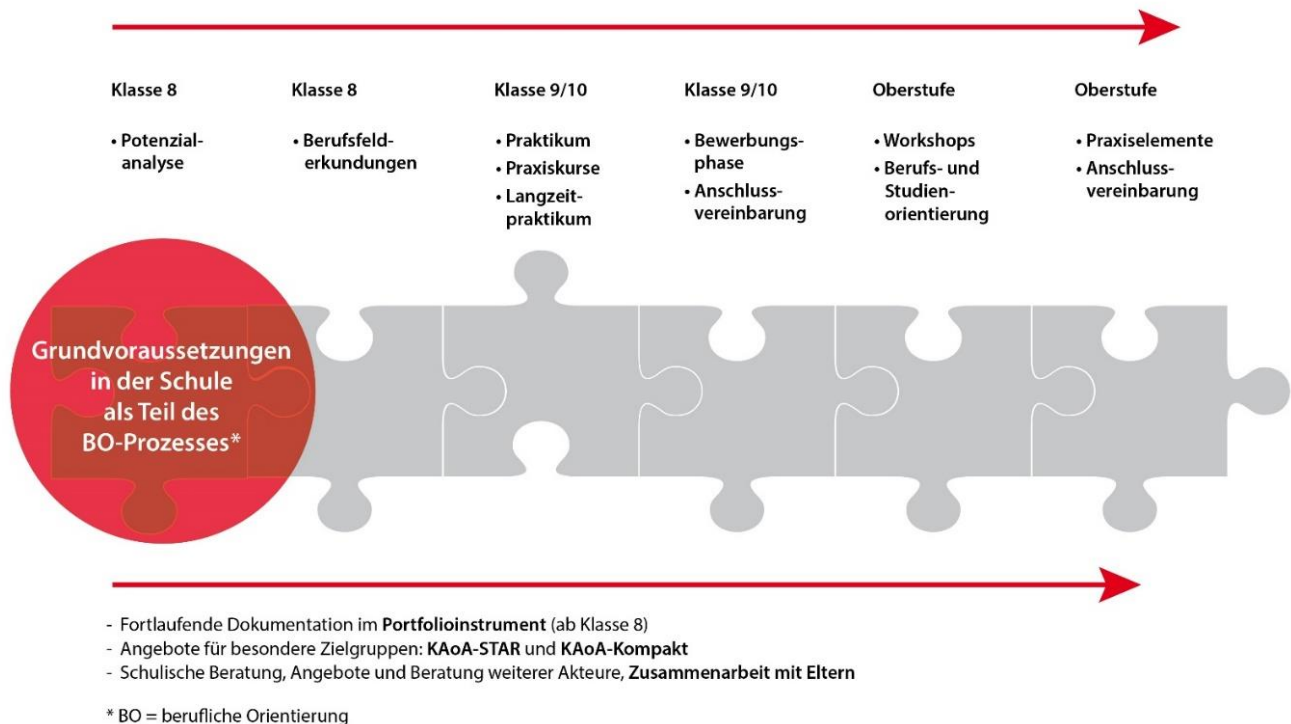 Klasse 8
• Potenzial-
analyse
Klasse 8
• Berufsfeld-
erkundungen
Klasse 9/10
• Praktikum
• Praxiskurse
• Langzeit-
praktikum
Klasse 9/10
• Bewerbungs-
phase
• Anschluss-
vereinbarung
Oberstufe
• Workshops
• Berufs- und
Studien-
orientierung
Oberstufe
• Praxiselemente
• Anschluss-
vereinbarung
Grundvoraussetzungen
in der Schule
als Teil des
BO-Prozesses*
- Fortlaufende Dokumentation im Portfolioinstrument (ab Klasse 8)
- Angebote für besondere Zielgruppen: KAoA-STAR und KAoA-Kompakt
- Schulische Beratung, Angebote und Beratung weiterer Akteure, Zusammenarbeit mit Eltern
* BO = berufliche Orientierung